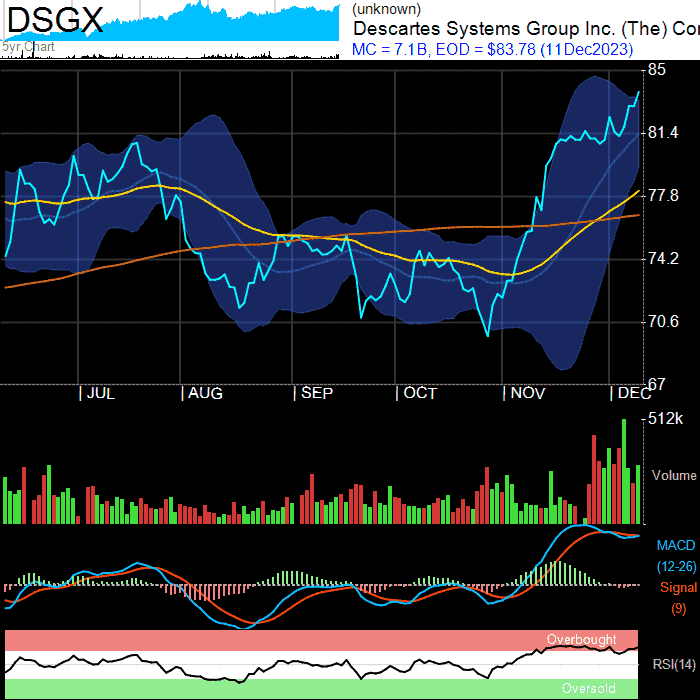 DSGX
5yr Chart
(unknown)
Descartes Systems Group Inc. (The) Cor
MC = 7.1B, EOD = $83.78 (11Dec2023)
85
81.4
77.8
74.2
70.6
67
JUL AUG SEP OCT NOV DEC
512k
Volume
MACD
(12-26)
Signal
(9)
Overbought
RSI(14)
Oversold